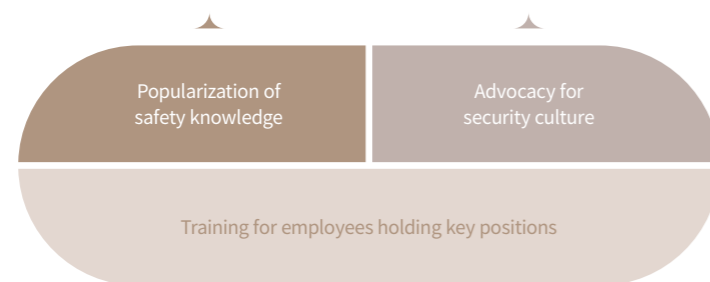 Popularization of
safety knowledge
Advocacy for
security culture
Training for employees holding key positions